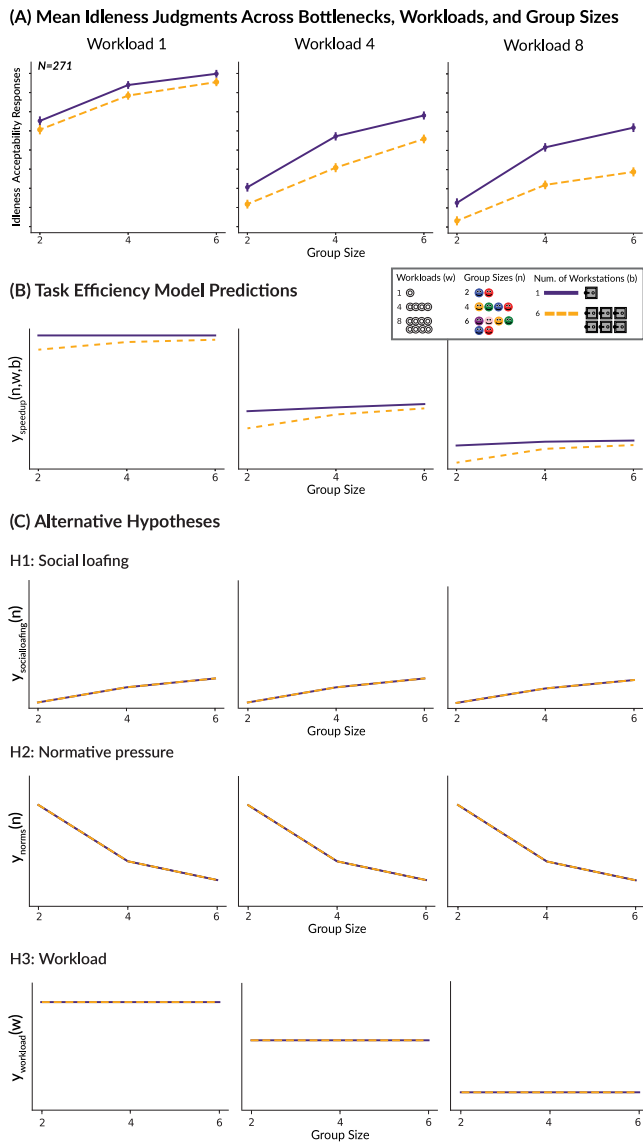 (A) Mean Idleness Judgments Across Bottlenecks, Workloads, and Group Sizes
Workload 1
Workload 4
Workload 8
N=271
Idleness Acceptability Responses
2 4 6
2 4 6
2 4 6
Group Size
Workloads (w)
Group Sizes (n)
Num. of Workstations (b)
1 2 1
4 4 6
8 6
(B) Task Efficiency Model Predictions
y speedup(n,w,b)
2 4 6
2 4 6
2 4 6
Group Size
(C) Alternative Hypotheses
H1: Social loafing
y socialloafing(n)
2 4 6
2 4 6
2 4 6
Group Size
H2: Normative pressure
y norms(n)
2 4 6
2 4 6
2 4 6
Group Size
H3: Workload
y workload(w)
2 4 6
2 4 6
2 4 6
Group Size